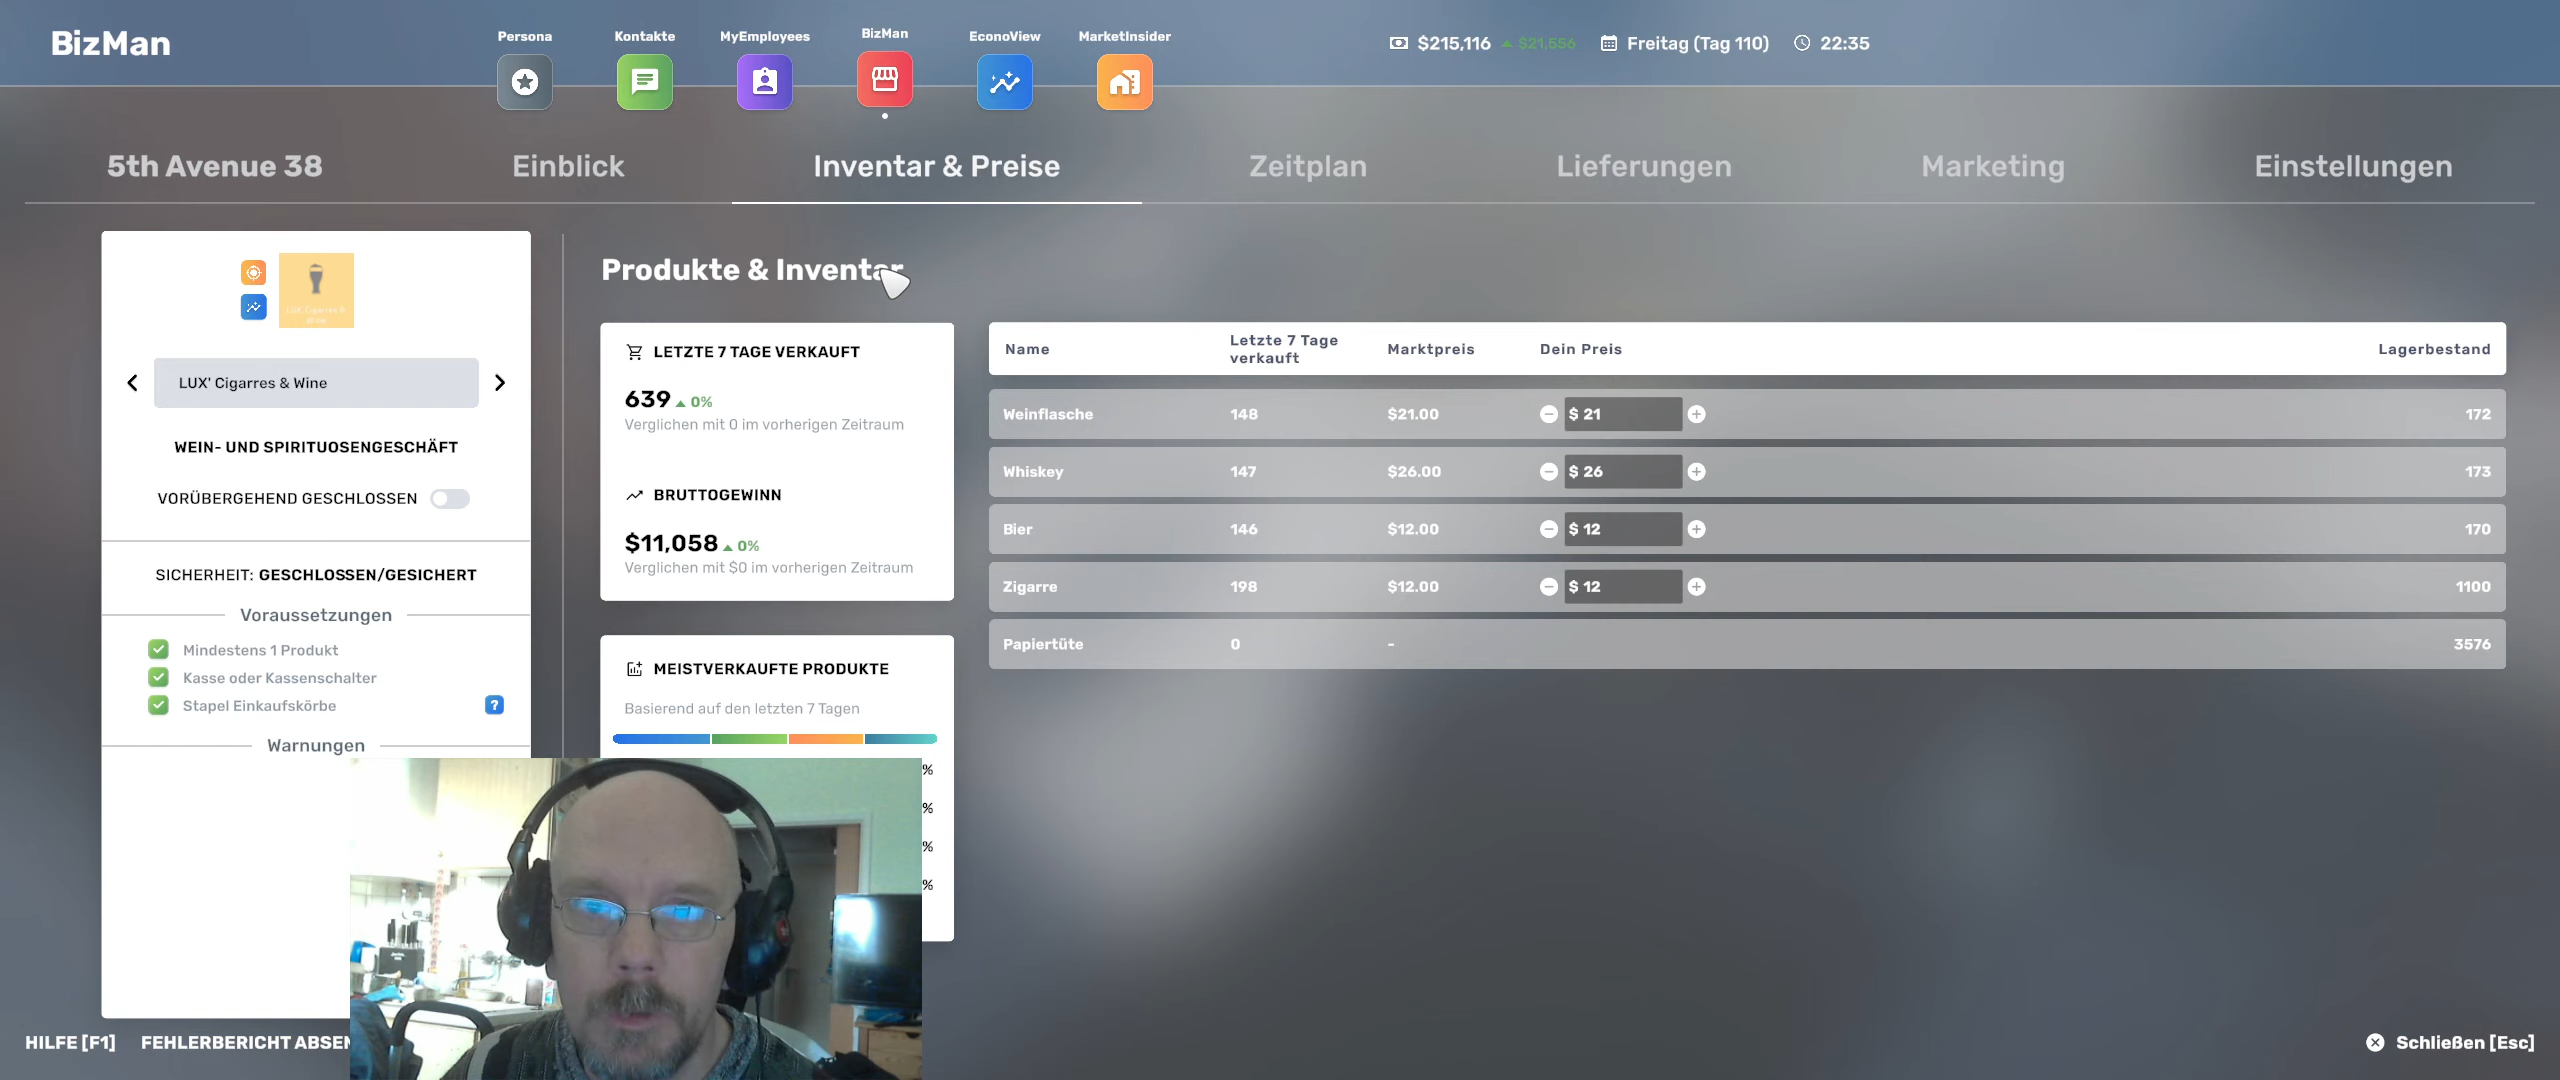 BizMan
Persona
Kontakte
MyEmployees
BizMan
EconoView
MarketInsider
$215,116 $21,556
Freitag (Tag 110)
22:35
5th Avenue 38
Einblick
Inventar & Preise
Zeitplan
Lieferungen
Marketing
Einstellungen
LUX' Cigarres & Wine
WEIN- UND SPIRITUOSENGESCHÄFT
VORÜBERGEHEND GESCHLOSSEN
SICHERHEIT: GESCHLOSSEN/GESICHERT
Voraussetzungen
Mindestens 1 Produkt
Kasse oder Kassenschalter
Stapel Einkaufskörbe
?
Warnungen
Produkte & Inventar
LETZTE 7 TAGE VERKAUFT
639 0%
Verglichen mit 0 im vorherigen Zeitraum
BRUTTOGEWINN
$11,058 0%
Verglichen mit $0 im vorherigen Zeitraum
MEISTVERKAUFTE PRODUKTE
Basierend auf den letzten 7 Tagen
%
%
%
%
Name Letzte 7 Tage verkauft Marktpreis Dein Preis Lagerbestand
Weinflasche 148 $21.00 $ 21 172
Whiskey 147 $26.00 $ 26 173
Bier 146 $12.00 $ 12 170
Zigarre 198 $12.00 $ 12 1100
Papiertüte 0 - 3576
HILFE [F1]
FEHLERBERICHT ABSEN
Schließen [Esc]